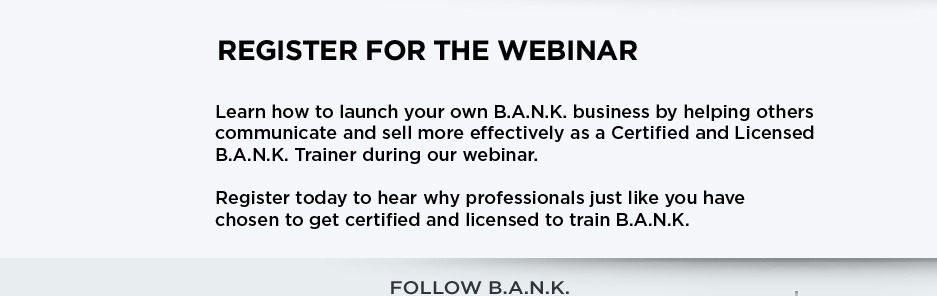 REGISTER FOR THE WEBINAR
Learn how to launch your own B.A.N.K. business by helping others
communicate and sell more effectively as a Certified and Licensed
B.A.N.K. Trainer during our webinar.
Register today to hear why professionals just like you have
chosen to get certified and licensed to train B.A.N.K.
FOLLOW B.A.N.K.